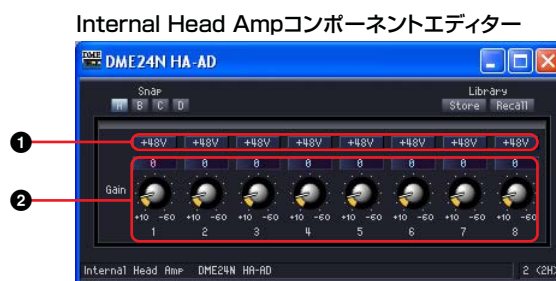 Internal Head Ampコンポーネントエディター
DME24N HA-AD
Snap
Library
A B C D
Store Recall
1
+48V +48V +48V +48V +48V +48V +48V +48V
0 0 0 0 0 0 0 0
2
Gain
+10 -60 +10 -60 +10 -60 +10 -60 +10 -60 +10 -60 +10 -60 +10 -60
1 2 3 4 5 6 7 8
Internal Head Amp DME24N HA-AD
2 (2H)